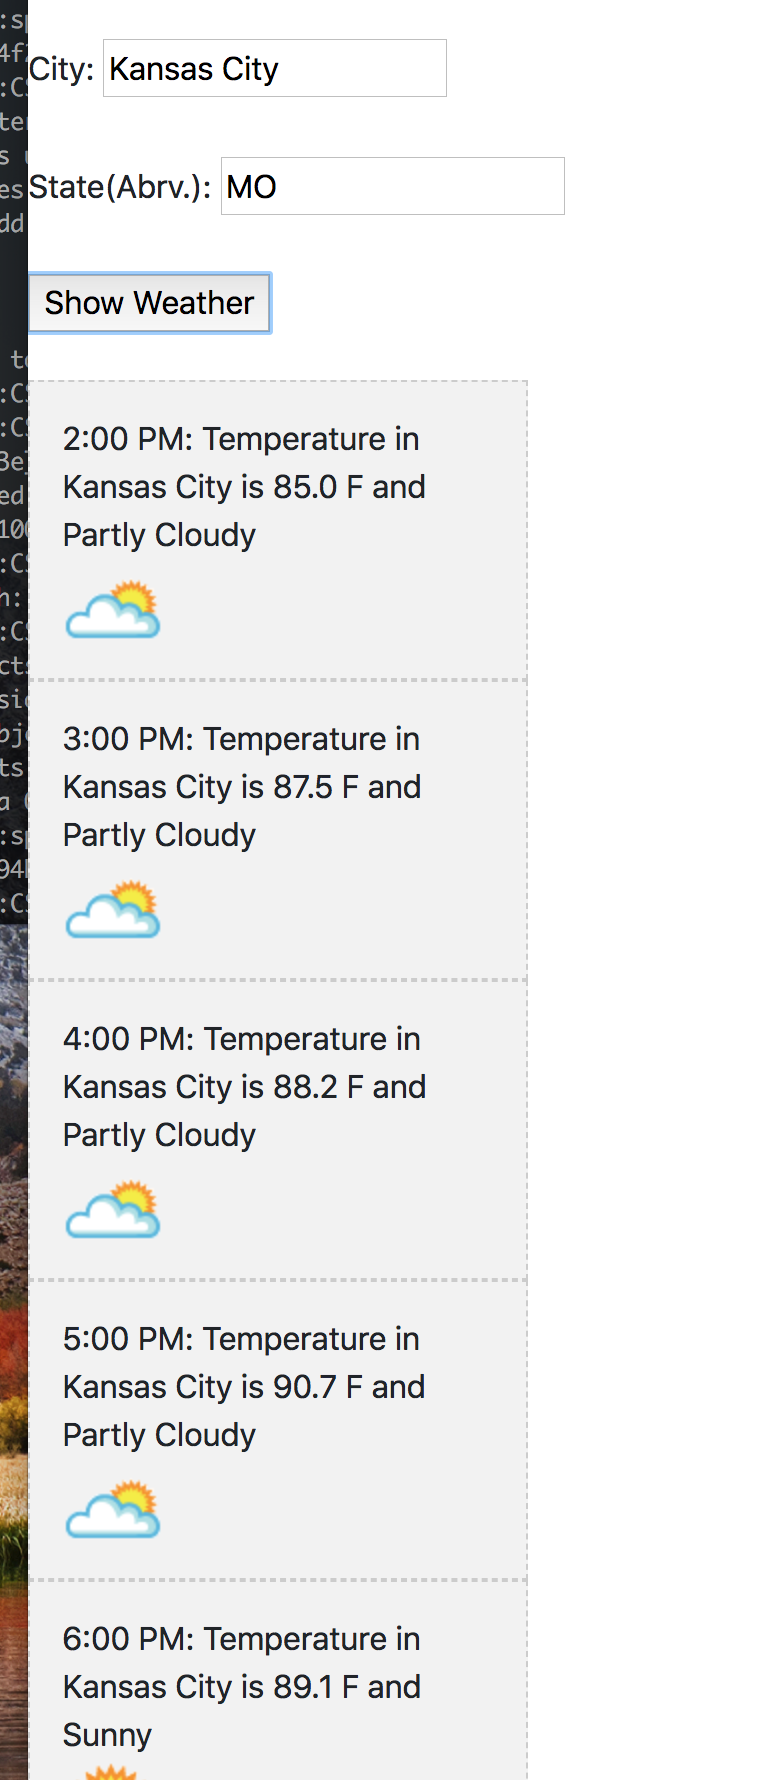 City: Kansas City
State(Abrv.): MO
Show Weather
2:00 PM: Temperature in
Kansas City is 85.0 F and
Partly Cloudy
3:00 PM: Temperature in
Kansas City is 87.5 F and
Partly Cloudy
4:00 PM: Temperature in
Kansas City is 88.2 F and
Partly Cloudy
5:00 PM: Temperature in
Kansas City is 90.7 F and
Partly Cloudy
6:00 PM: Temperature in
Kansas City is 89.1 F and
Sunny